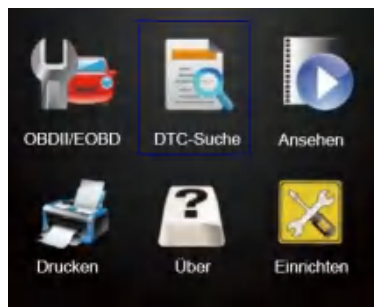 OBDII/EOBD DTC-Suche Ansehen
?
Drucken Über Einrichten